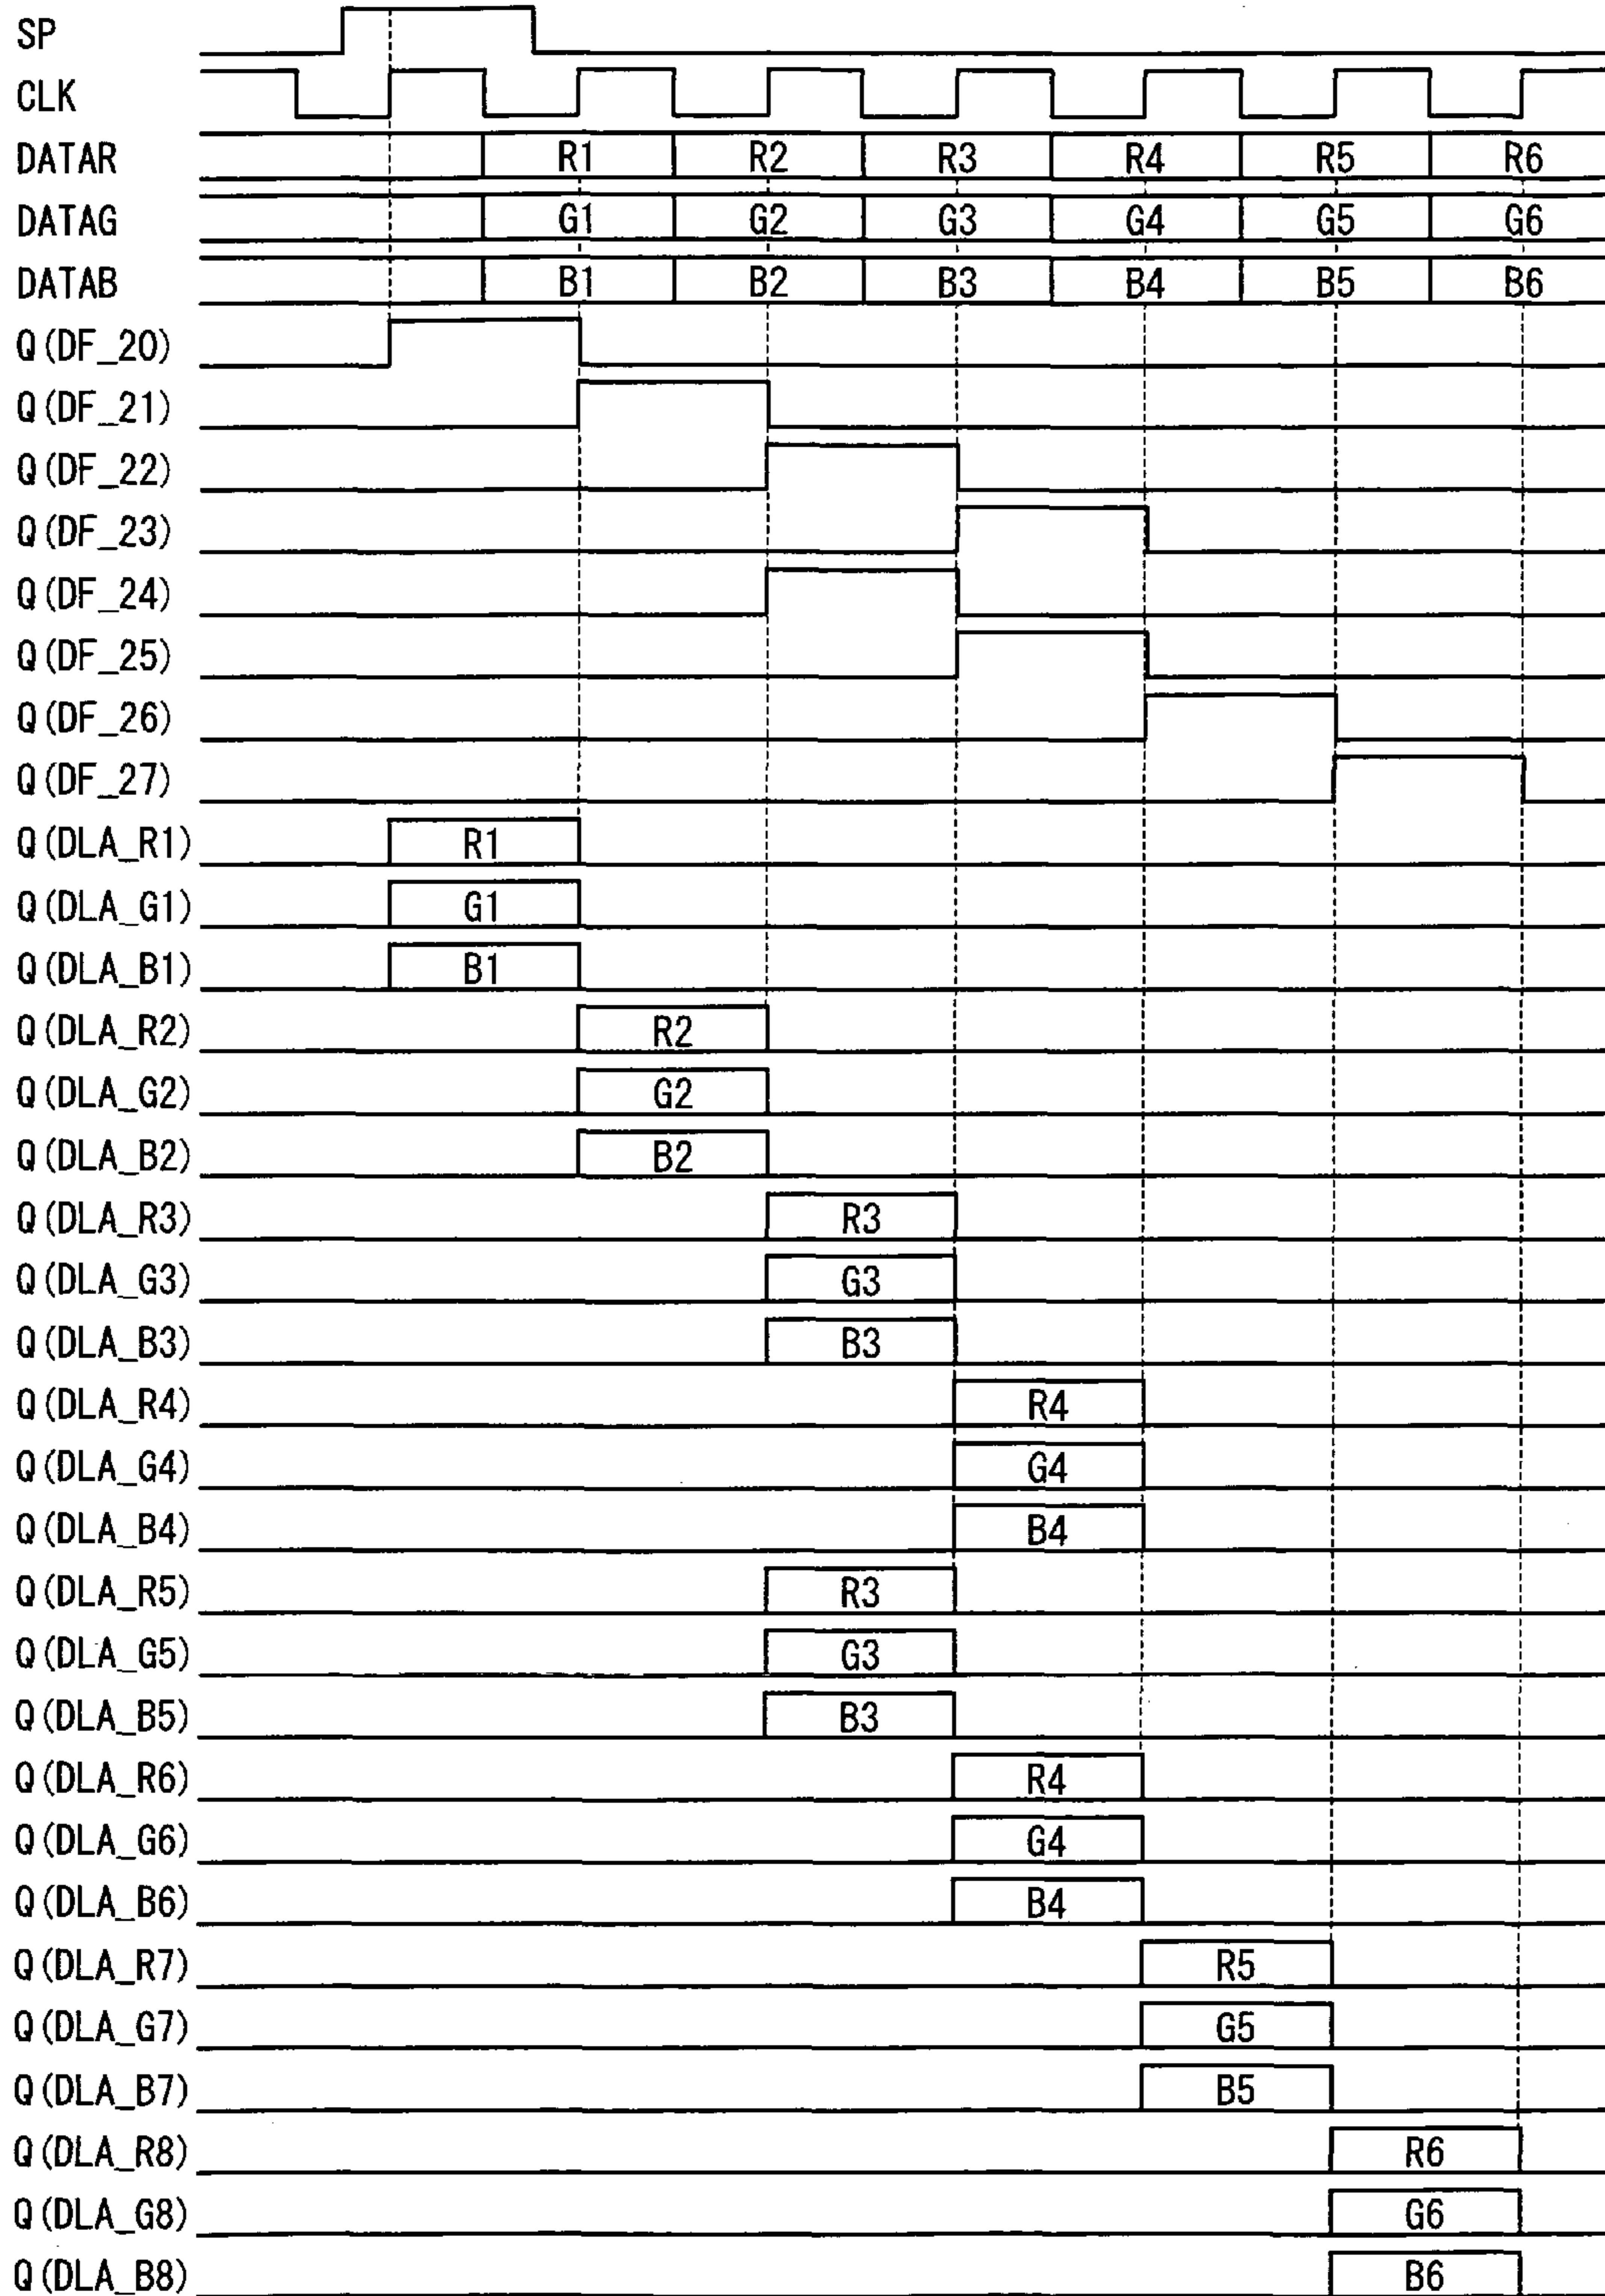 SP
CLK
DATAR R1 R2 R3 R4 R5 R6
DATAG G1 G2 G3 G4 G5 G6
DATAB B1 B2 B3 B4 B5 B6
Q(DF_20)
Q(DF_21)
Q(DF_22)
Q(DF_23)
Q(DF_24)
Q(DF_25)
Q(DF_26)
Q(DF_27)
Q(DLA_R1) R1
Q(DLA_G1) G1
Q(DLA_B1) B1
Q(DLA_R2) R2
Q(DLA_G2) G2
Q(DLA_B2) B2
Q(DLA_R3) R3
Q(DLA_G3) G3
Q(DLA_B3) B3
Q(DLA_R4) R4
Q(DLA_G4) G4
Q(DLA_B4) B4
Q(DLA_R5) R3
Q(DLA_G5) G3
Q(DLA_B5) B3
Q(DLA_R6) R4
Q(DLA_G6) G4
Q(DLA_B6) B4
Q(DLA_R7) R5
Q(DLA_G7) G5
Q(DLA_B7) B5
Q(DLA_R8) R6
Q(DLA_G8) G6
Q(DLA_B8) B6